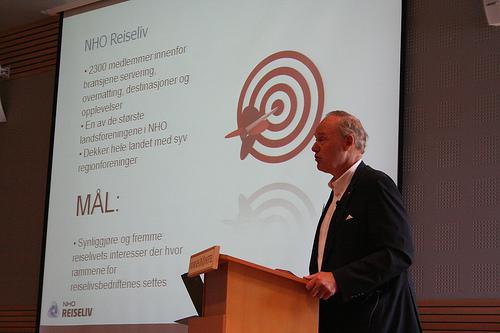 NHO Reiseliv
• 2300 medlemmer innenfor
bransjene servering,
overnatting, destinasjoner og
opplevelser
• En av de største
landsforeningene i NHO
• Dekker hele landet med syv
regionforeninger
MÅL:
• Synliggjøre og fremme
reiselivets interesser der hvor
rammene for
reiselivsbedriftenes settes
NHO
REISELIV